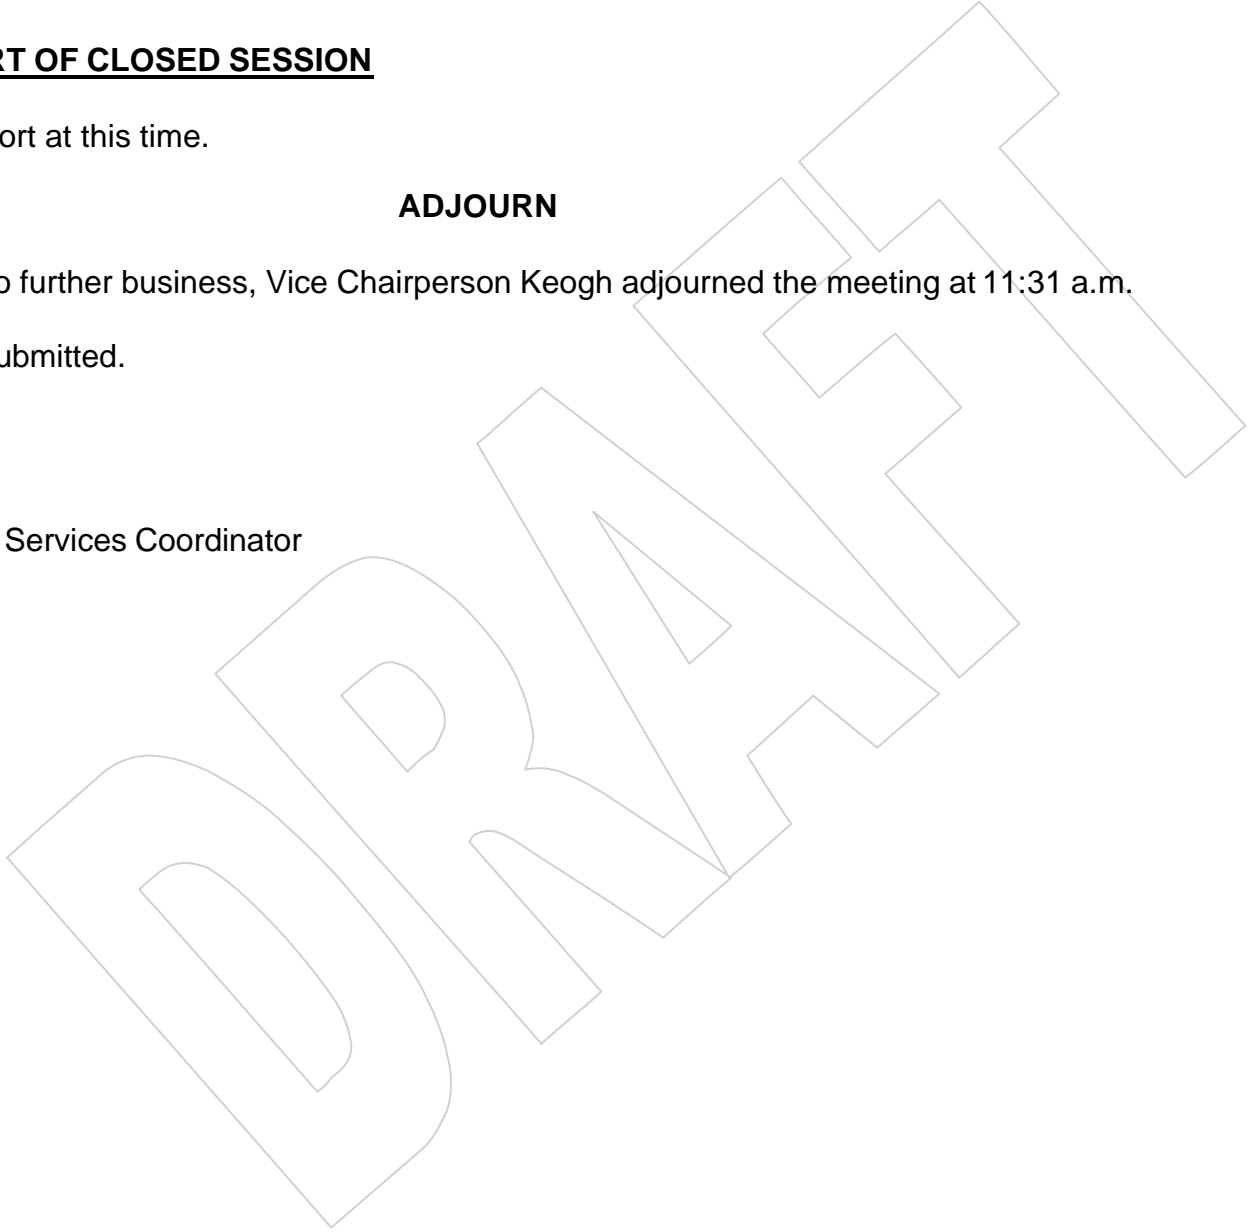 RT OF CLOSED SESSION
ort at this time.
ADJOURN
o further business, Vice Chairperson Keogh adjourned the meeting at 11:31 a.m.
ubmitted.
Services Coordinator
DRAFT